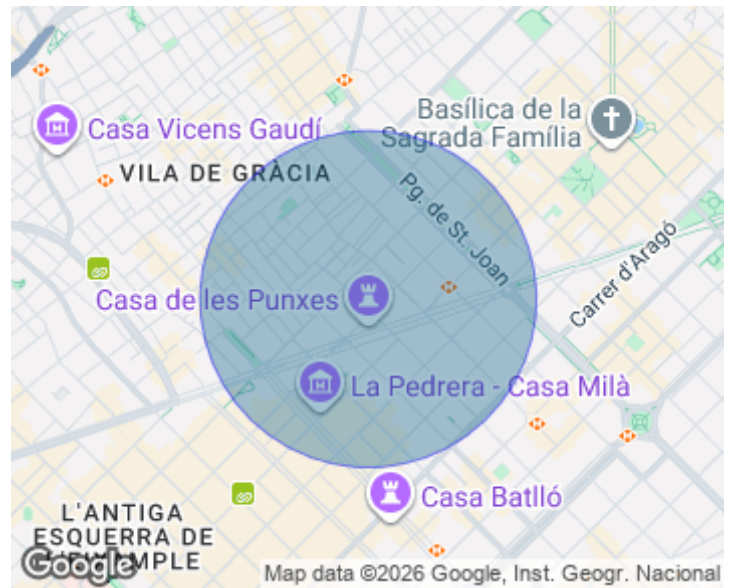 Casa Vicens Gaudí
Basílica de la
Sagrada Família
VILA DE GRÀCIA
Pg. de St. Joan
Carrer d'Aragó
Casa de les Punxes
La Pedrera - Casa Milà
Casa Batlló
L'ANTIGA
ESQUERRA DE
L'EIXAMPLE
Google
Map data ©2026 Google, Inst. Geogr. Nacional